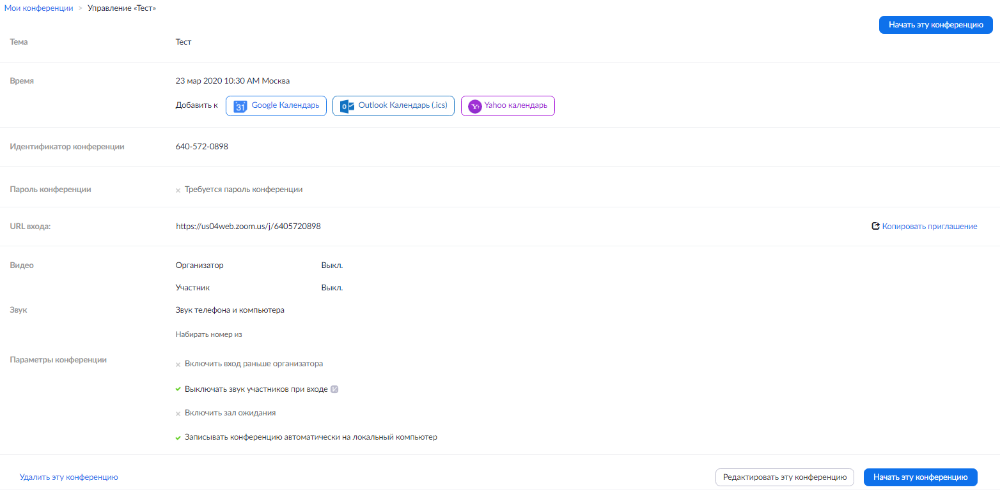 Мои конференции > Управление «Тест»
Начать эту конференцию
Тема Тест
Время 23 мар 2020 10:30 AM Москва
Добавить к 31 Google Календарь Outlook Календарь (.ics) Yahoo календарь
Идентификатор конференции 640-572-0898
Пароль конференции × Требуется пароль конференции
URL входа: https://us04web.zoom.us/j/6405720898 Копировать приглашение
Видео Организатор Выкл.
Участник Выкл.
Звук Звук телефона и компьютера
Набирать номер из
Параметры конференции × Включить вход раньше организатора
Выключать звук участников при входе
× Включить зал ожидания
Записывать конференцию автоматически на локальный компьютер
Удалить эту конференцию Редактировать эту конференцию Начать эту конференцию